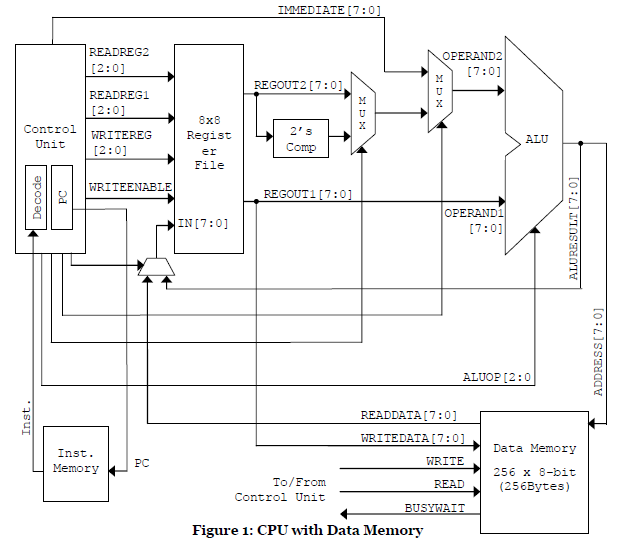 IMMEDIATE[7:0]
READREG2
[2:0]
READREG1
[2:0]
WRITEREG
[2:0]
WRITEENABLE
Control
Unit
Decode
PC
8x8
Regist
er
File
IN[7:0]
REGOUT2[7:0]
2's
Comp
MUX
MUX
REGOUT1[7:0]
OPERAND2
[7:0]
OPERAND1
[7:0]
ALU
ALURESULT[7:0]
ADDRESS[7:0]
ALUOP[2:0
Inst.
Inst.
Memory
PC
READDATA[7:0]
WRITEDATA[7:0]
WRITE
READ
BUSYWAIT
To/From
Control Unit
Data Memory
256 x 8-bit
(256Bytes)
Figure 1: CPU with Data Memory